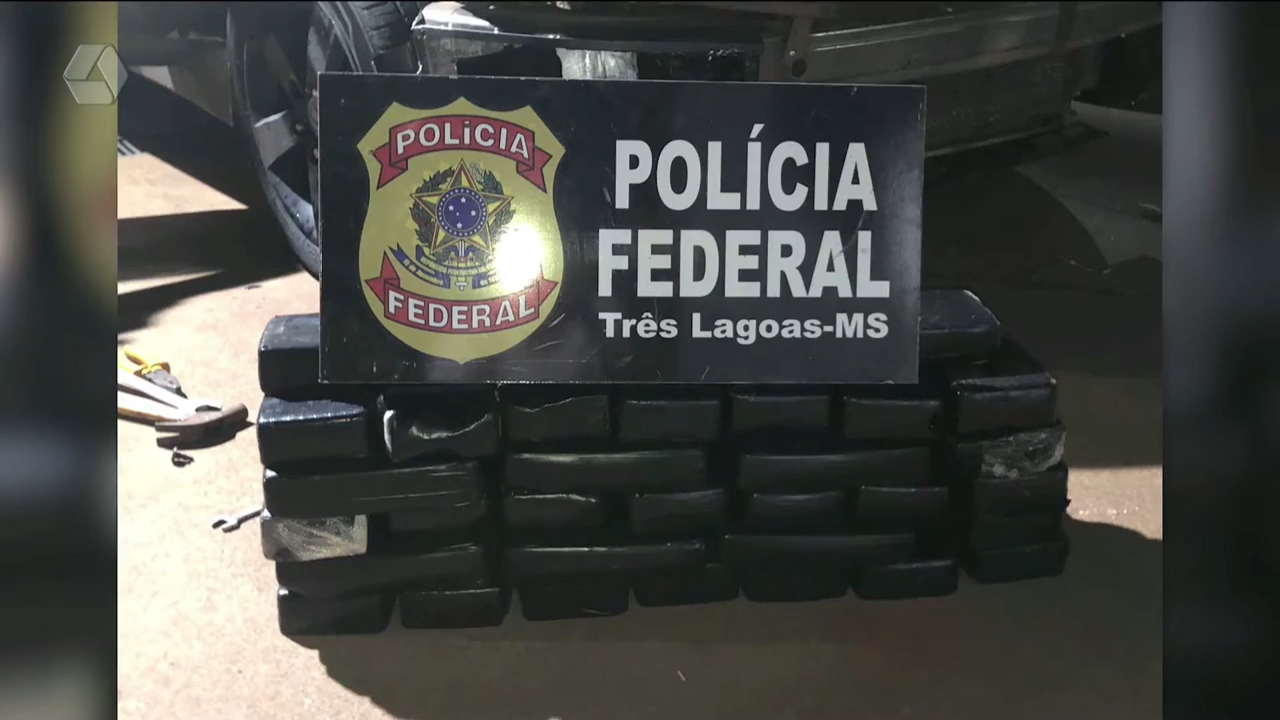 POLÍCIA
FEDERAL
POLÍCIA
FEDERAL
Três Lagoas-MS